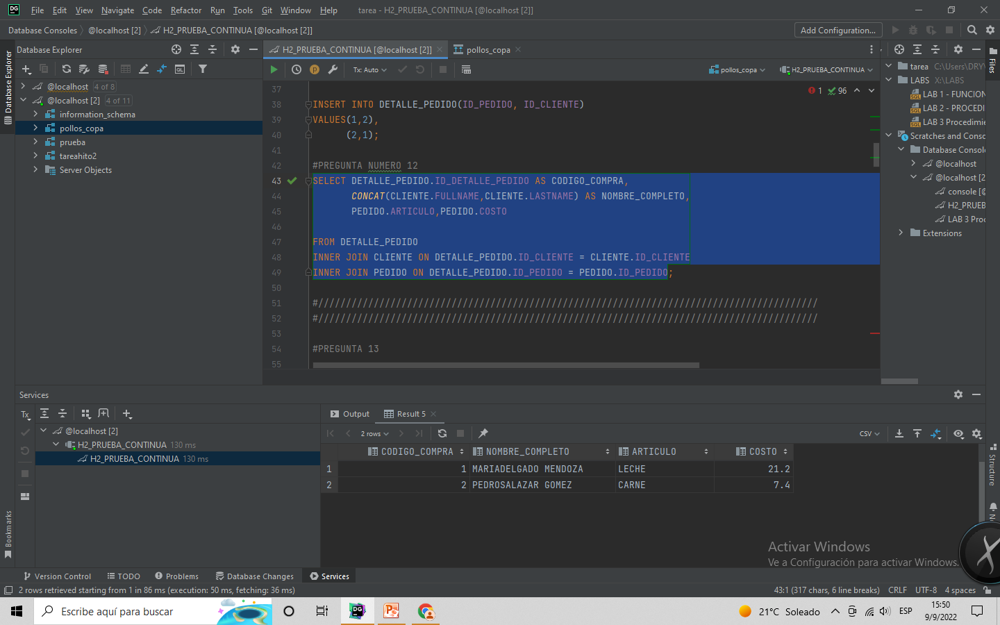 DG File Edit View Navigate Code Refactor Run Tools Git Window Help tarea - H2_PRUEBA_CONTINUA [@localhost [2]]
Database Consoles @localhost [2] H2_PRUEBA_CONTINUA [@localhost [2]] Add Configuration...
Database Explorer
Database Explorer
@localhost 4 of 8
@localhost [2] 4 of 11
information_schema
pollos_copa
prueba
tareahito2
Server Objects
H2_PRUEBA_CONTINUA [@localhost [2]] pollos_copa
Tx: Auto pollos_copa H2_PRUEBA_CONTINUA
1 96
37
38 INSERT INTO DETALLE_PEDIDO(ID_PEDIDO, ID_CLIENTE)
39 VALUES(1,2),
40 (2,1);
41
42 #PREGUNTA NUMERO 12
43 SELECT DETALLE_PEDIDO.ID_DETALLE_PEDIDO AS CODIGO_COMPRA,
44 CONCAT(CLIENTE.FULLNAME,CLIENTE.LASTNAME) AS NOMBRE_COMPLETO,
45 PEDIDO.ARTICULO,PEDIDO.COSTO
46
47 FROM DETALLE_PEDIDO
48 INNER JOIN CLIENTE ON DETALLE_PEDIDO.ID_CLIENTE = CLIENTE.ID_CLIENTE
49 INNER JOIN PEDIDO ON DETALLE_PEDIDO.ID_PEDIDO = PEDIDO.ID_PEDIDO;
50
51 #//////////////////////////////////////////////////////////////////////////////////////////
52 #//////////////////////////////////////////////////////////////////////////////////////////
53
54 #PREGUNTA 13
55
tarea C:\Users\DRY
LABS X:\LABS
LAB 1 - FUNCION
LAB 2 - PROCEDI
LAB 3 Procedimie
Scratches and Consc
Database Consol
@localhost
@localhost [2
console [@
H2_PRUEB
LAB 3 Proc
Extensions
Files
Services
Tx
@localhost [2]
H2_PRUEBA_CONTINUA 130 ms
H2_PRUEBA_CONTINUA 130 ms
Output Result 5
2 rows CSV
CODIGO_COMPRA NOMBRE_COMPLETO ARTICULO COSTO
1 1 MARIADELGADO MENDOZA LECHE 21.2
2 2 PEDROSALAZAR GOMEZ CARNE 7.4
Structure
N
Bookmarks
Activar Windows
Ve a Configuración para activar Windows.
Version Control TODO Problems Database Changes Services
2 rows retrieved starting from 1 in 86 ms (execution: 50 ms, fetching: 36 ms) 43:1 (317 chars, 6 line breaks) CRLF UTF-8 4 spaces
Escribe aquí para buscar DG P 21°C Soleado ESP 15:50
9/9/2022